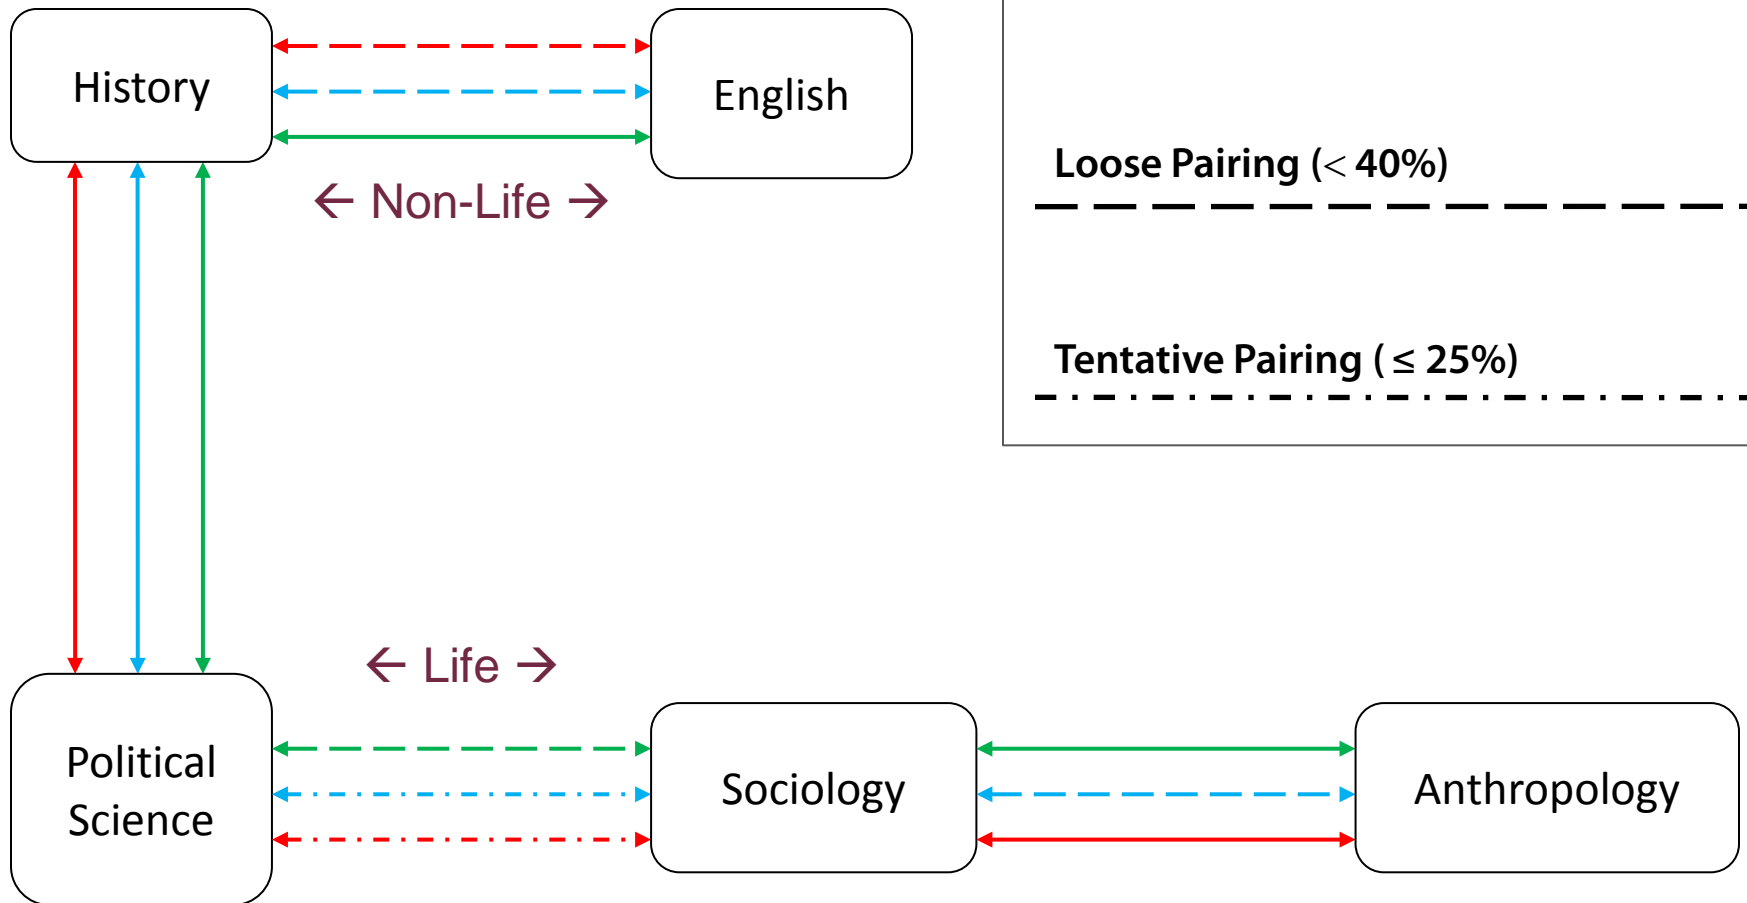 History
English
← Non-Life →
Loose Pairing (< 40%)
Tentative Pairing ( ≤ 25%)
← Life →
Political
Science
Sociology
Anthropology